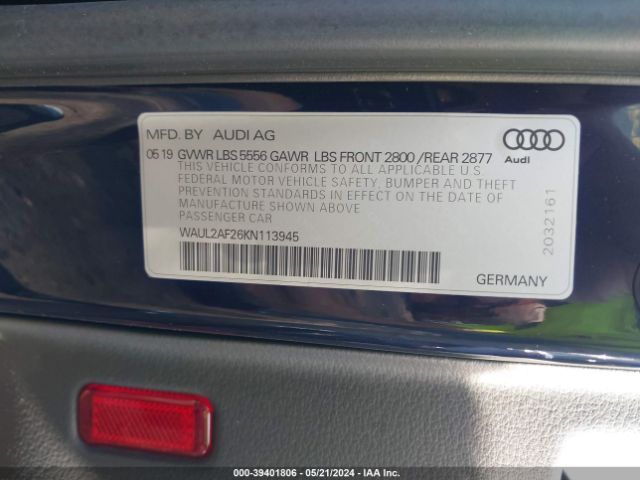 MFD. BY AUDI AG
Audi
05 19 GVWR LBS 5556 GAWR LBS FRONT 2800 /REAR 2877
THIS VEHICLE CONFORMS TO ALL APPLICABLE U.S.
FEDERAL MOTOR VEHICLE SAFETY, BUMPER AND THEFT
PREVENTION STANDARDS IN EFFECT ON THE DATE OF
MANUFACTURE SHOWN ABOVE
PASSENGER CAR
WAUL2AF26KN113945
2032161
GERMANY
000-39401806 - 05/21/2024 - IAA Inc.